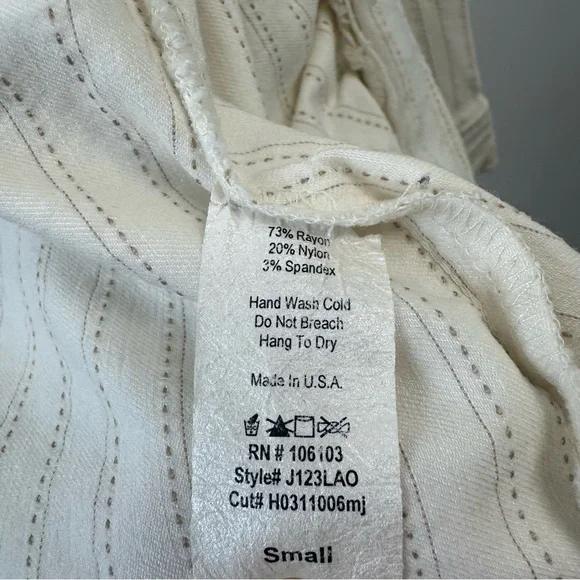 73% Rayon
20% Nylon
3% Spandex
Hand Wash Cold
Do Not Breach
Hang To Dry
Made In U.S.A.
RN # 106103
Style# J123LAO
Cut# H0311006mj
Small